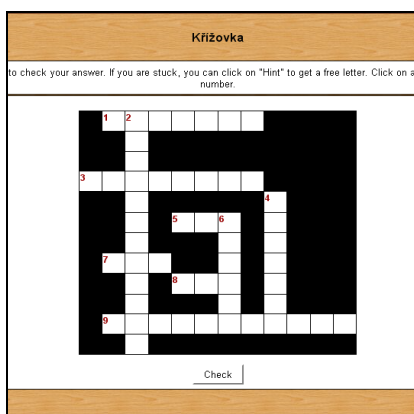 Křížovka
to check your answer. If you are stuck, you can click on "Hint" to get a free letter. Click on a
number.
1 2
3
4
5 6
7
8
9
Check